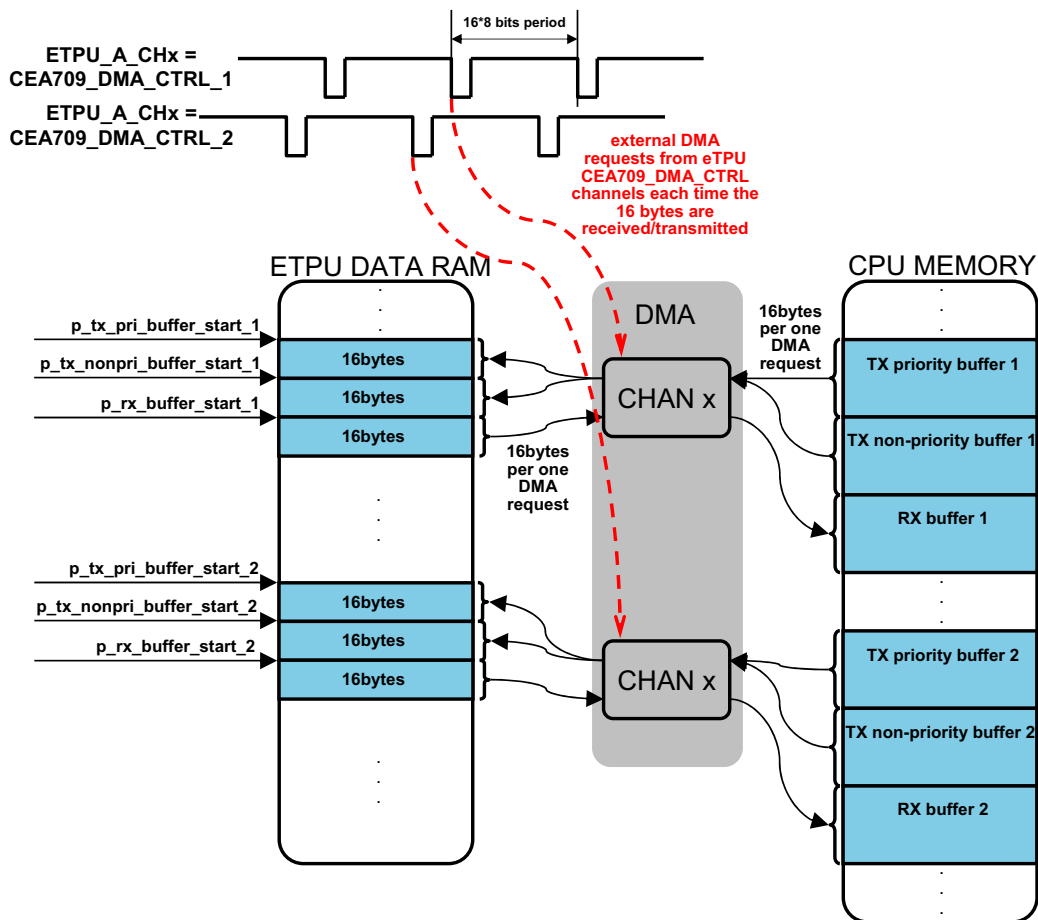 16*8 bits period
ETPU_A_CHx =
CEA709_DMA_CTRL_1
ETPU_A_CHx =
CEA709_DMA_CTRL_2
external DMA
requests from eTPU
CEA709_DMA_CTRL
channels each time the
16 bytes are
received/transmitted
ETPU DATA RAM
CPU MEMORY
DMA
p_tx_pri_buffer_start_1
p_tx_nonpri_buffer_start_1
p_rx_buffer_start_1
16bytes
16bytes
16bytes
16bytes
per one
DMA
request
CHAN x
16bytes
per one
DMA
request
TX priority buffer 1
TX non-priority buffer 1
RX buffer 1
p_tx_pri_buffer_start_2
p_tx_nonpri_buffer_start_2
p_rx_buffer_start_2
16bytes
16bytes
16bytes
CHAN x
TX priority buffer 2
TX non-priority buffer 2
RX buffer 2